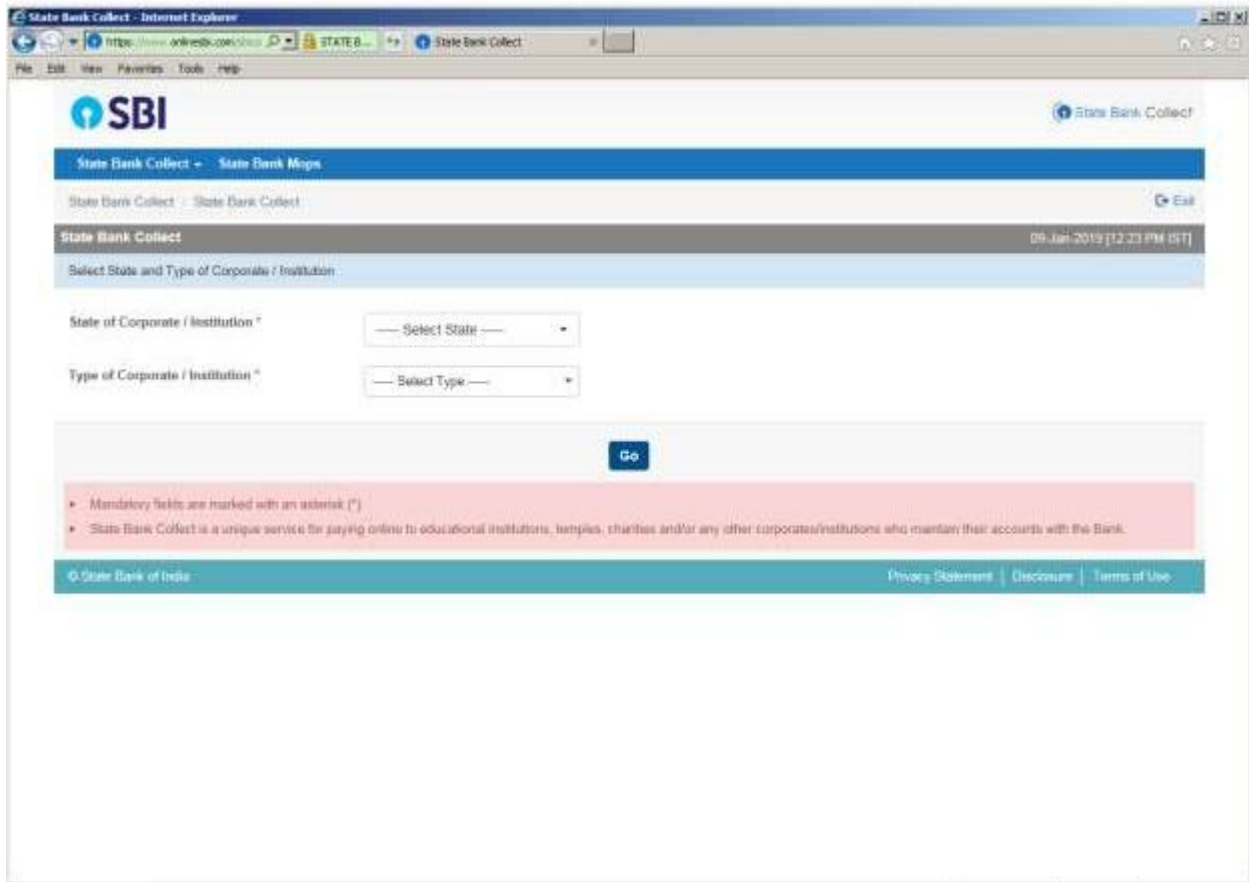 State Bank Collect - Internet Explorer
https://www.onlinesbi.com STATE B... State Bank Collect
File Edit View Favorites Tools Help
SBI
State Bank Collect
State Bank Collect State Bank Mops
State Bank Collect / State Bank Collect
Exit
State Bank Collect
09-Jan-2019 [12:23 PM IST]
Select State and Type of Corporate / Institution
State of Corporate / Institution *
----- Select State -----
Type of Corporate / Institution *
----- Select Type -----
Go
• Mandatory fields are marked with an asterisk (*)
• State Bank Collect is a unique service for paying online to educational institutions, temples, charities and/or any other corporates/institutions who maintain their accounts with the Bank.
© State Bank of India
Privacy Statement | Disclosure | Terms of Use